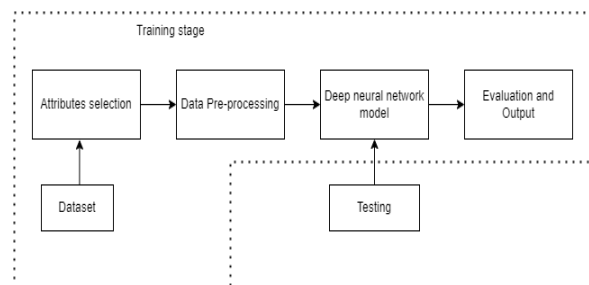 Training stage
Attributes selection
Data Pre-processing
Deep neural network
model
Evaluation and
Output
Dataset
Testing